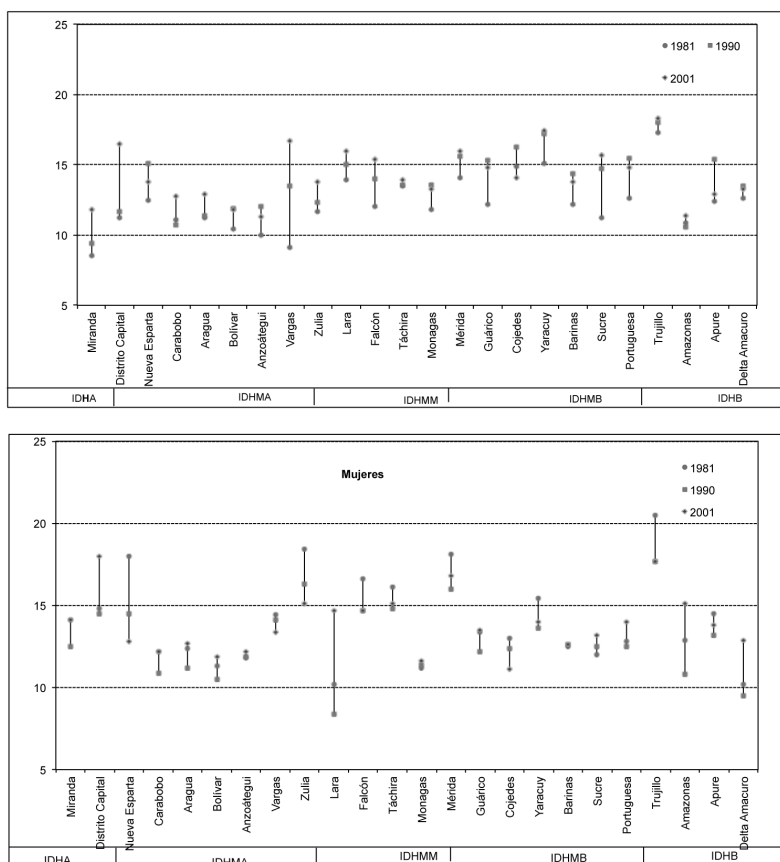 25
1981 1990
2001
20
15
10
5
Miranda
Distrito Capital
Nueva Esparta
Carabobo
Aragua
Bolívar
Anzoátegui
Vargas
Zulia
Lara
Falcón
Táchira
Monagas
Mérida
Guárico
Cojedes
Yaracuy
Barinas
Sucre
Portuguesa
Trujillo
Amazonas
Apure
Delta Amacuro
IDHA IDHMA IDHMM IDHMB IDHB
25
Mujeres
1981
1990
2001
20
15
10
5
Miranda
Distrito Capital
Nueva Esparta
Carabobo
Aragua
Bolívar
Anzoátegui
Vargas
Zulia
Lara
Falcón
Táchira
Monagas
Mérida
Guárico
Cojedes
Yaracuy
Barinas
Sucre
Portuguesa
Trujillo
Amazonas
Apure
Delta Amacuro
IDHA IDHMA IDHMM IDHMB IDHB